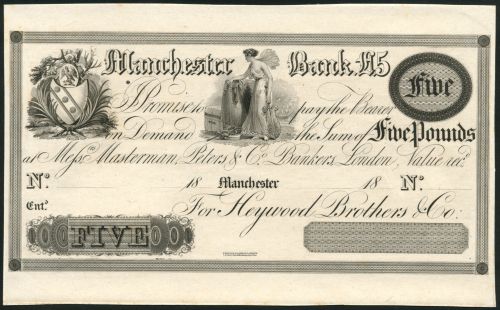 Manchester Bank £5
Five
I Promise to pay the Bearer
on Demand the Sum of Five Pounds
at Messrs Masterman, Peters & Co. Bankers, London, Value recd.
No. 18 Manchester 18 No.
Entd.
For Heywood Brothers & Co:
FIVE